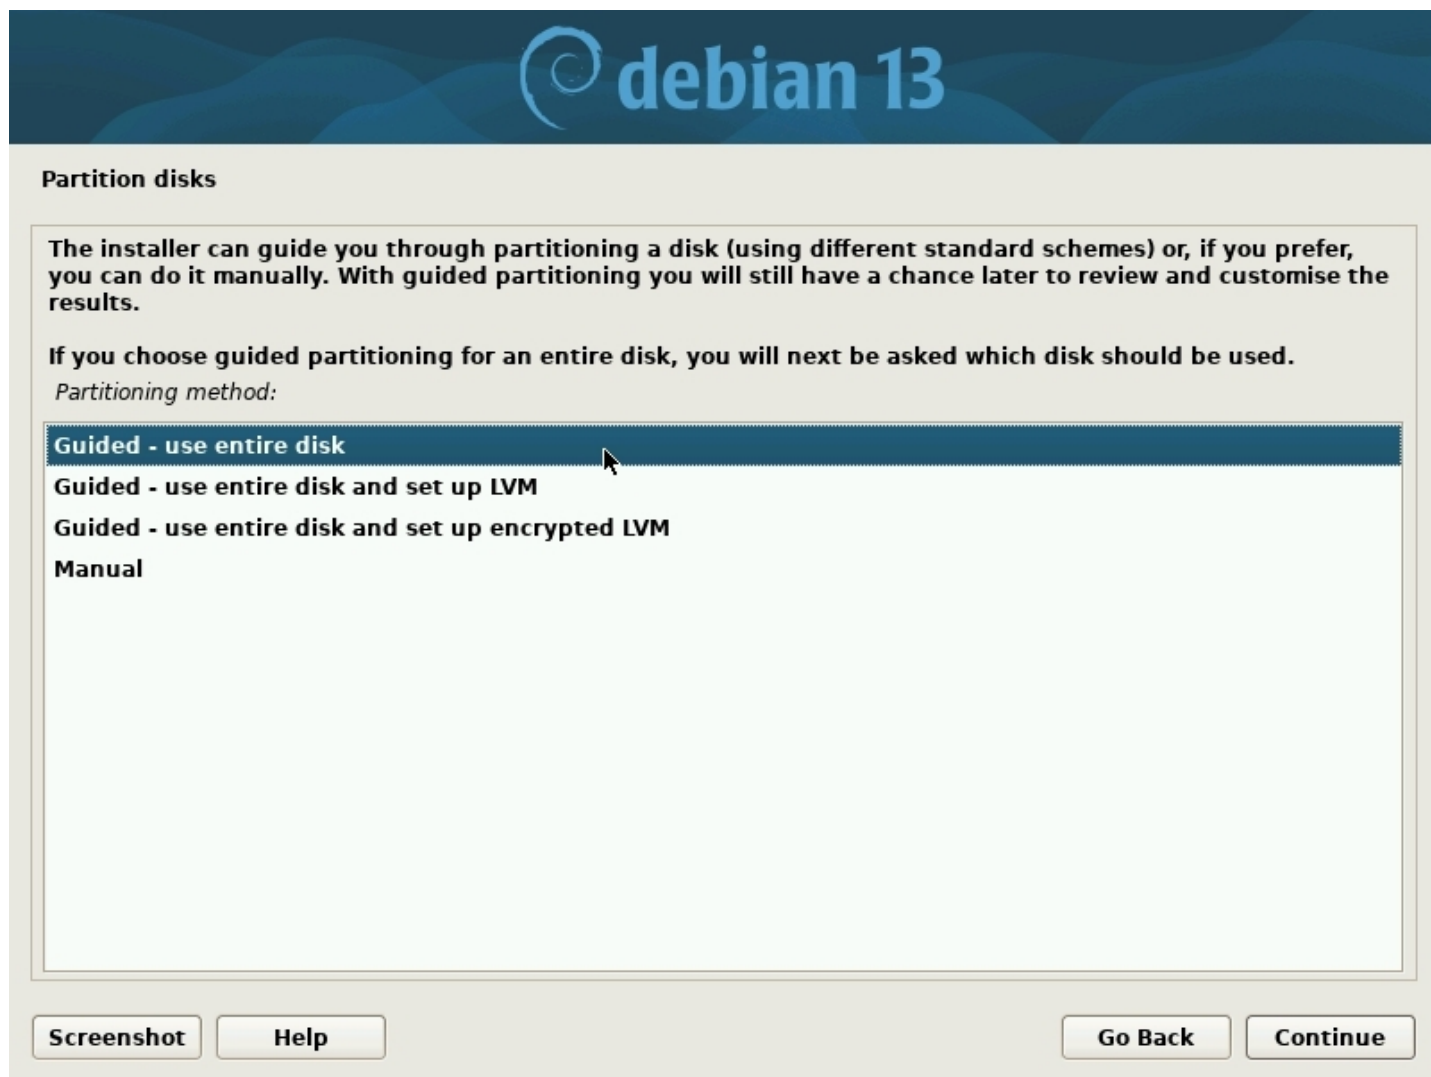 debian 13
Partition disks
The installer can guide you through partitioning a disk (using different standard schemes) or, if you prefer,
you can do it manually. With guided partitioning you will still have a chance later to review and customise the
results.
If you choose guided partitioning for an entire disk, you will next be asked which disk should be used.
Partitioning method:
Guided - use entire disk
Guided - use entire disk and set up LVM
Guided - use entire disk and set up encrypted LVM
Manual
Screenshot Help Go Back Continue